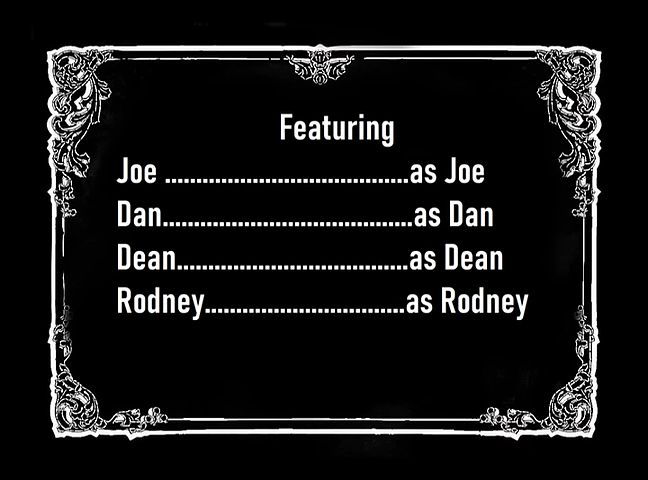 Featuring
Joe .........................................as Joe
Dan..........................................as Dan
Dean.......................................as Dean
Rodney..................................as Rodney